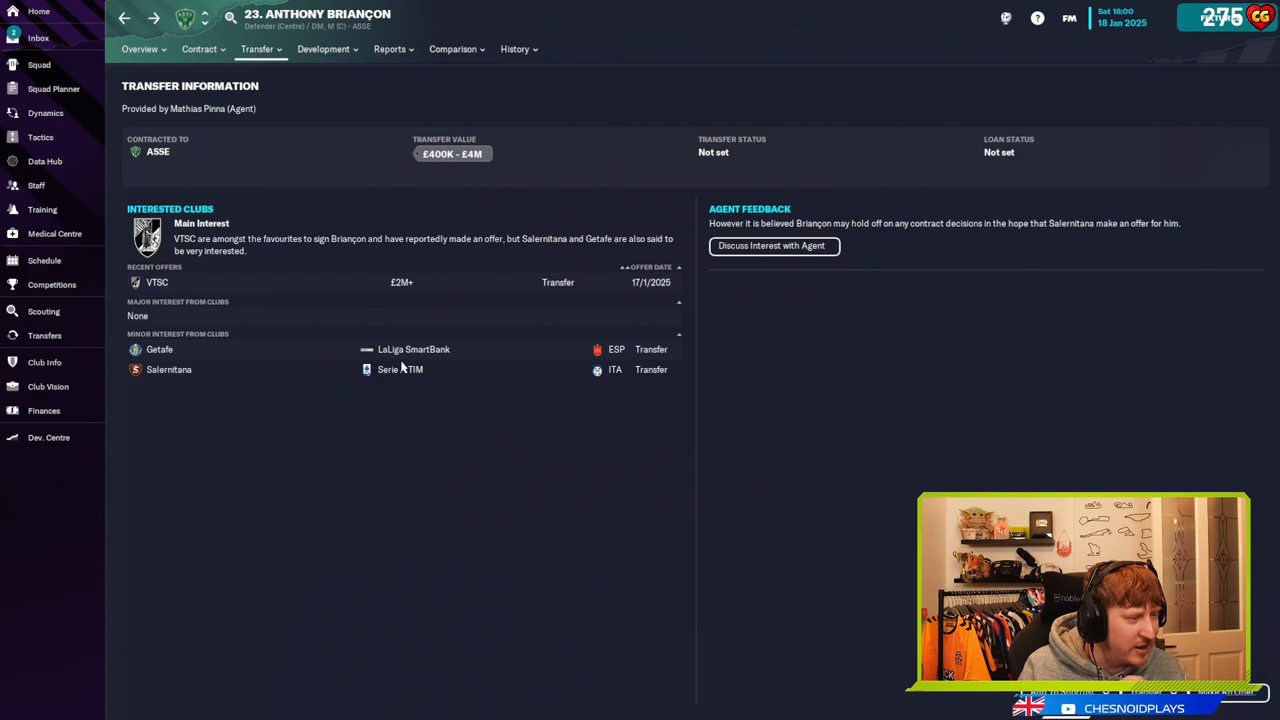 Home
2
Inbox
Squad
Squad Planner
Dynamics
Tactics
Data Hub
Staff
Training
Medical Centre
Schedule
Competitions
Scouting
Transfers
Club Info
Club Vision
Finances
Dev. Centre
23. ANTHONY BRIANÇON
Defender (Centre) / DM, M (C) - ASSE
FM
Sat 18:00
18 Jan 2025
275 CG
Overview Contract Transfer Development Reports Comparison History
TRANSFER INFORMATION
Provided by Mathias Pinna (Agent)
CONTRACTED TO
ASSE
TRANSFER VALUE
£400K - £4M
TRANSFER STATUS
Not set
LOAN STATUS
Not set
INTERESTED CLUBS
Main Interest
VTSC are amongst the favourites to sign Briançon and have reportedly made an offer, but Salernitana and Getafe are also said to
be very interested.
RECENT OFFERS OFFER DATE
VTSC £2M+ Transfer 17/1/2025
MAJOR INTEREST FROM CLUBS
None
MINOR INTEREST FROM CLUBS
Getafe LaLiga SmartBank ESP Transfer
Salernitana Serie TIM ITA Transfer
AGENT FEEDBACK
However it is believed Briançon may hold off on any contract decisions in the hope that Salernitana make an offer for him.
Discuss Interest with Agent
noble
CHESNOIDPLAYS